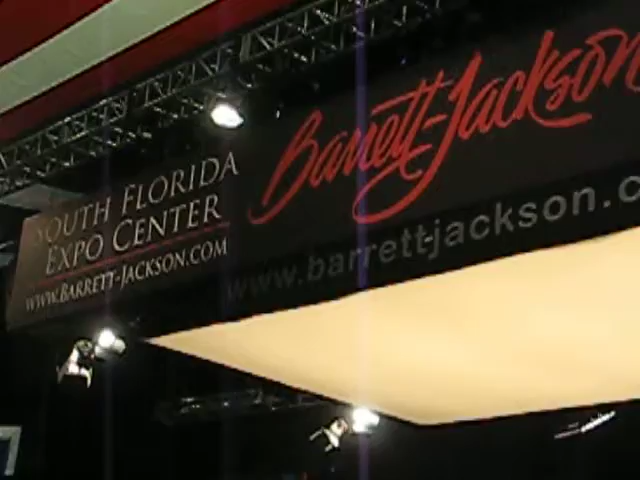 SOUTH FLORIDA
EXPO CENTER
WWW.BARRETT-JACKSON.COM
Barrett-Jackson
www.barrett-jackson.c